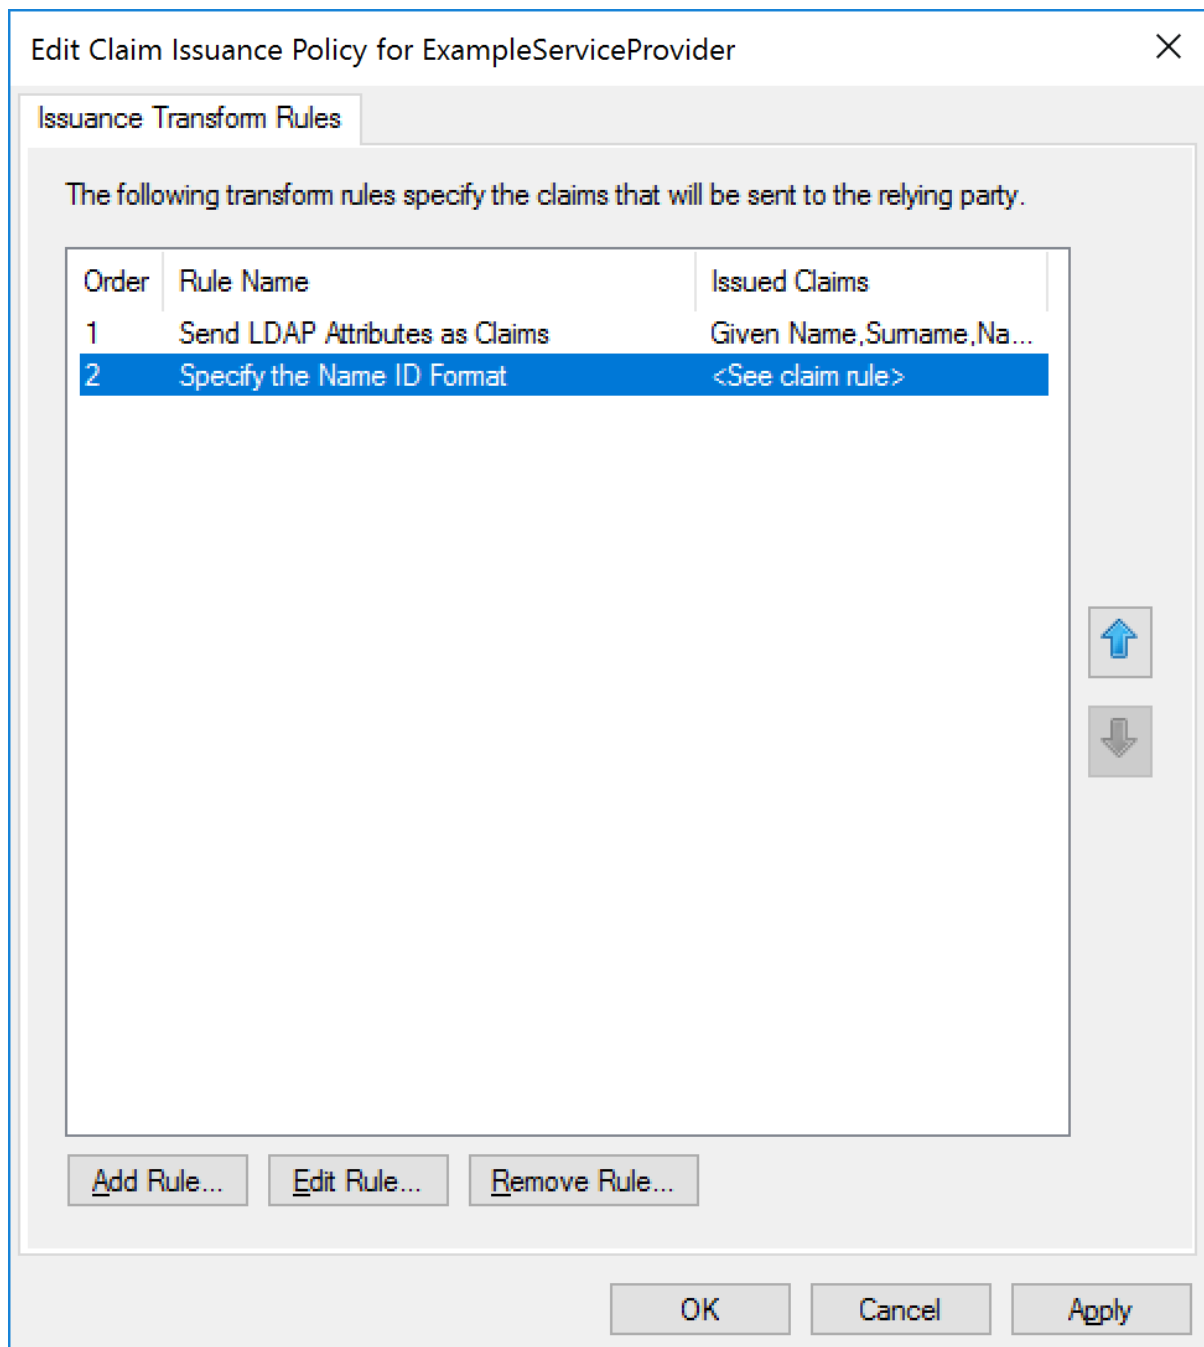 Edit Claim Issuance Policy for ExampleServiceProvider
Issuance Transform Rules
The following transform rules specify the claims that will be sent to the relying party.
Order Rule Name Issued Claims
1 Send LDAP Attributes as Claims Given Name,Surname,Na...
2 Specify the Name ID Format <See claim rule>
Add Rule... Edit Rule... Remove Rule...
OK Cancel Apply